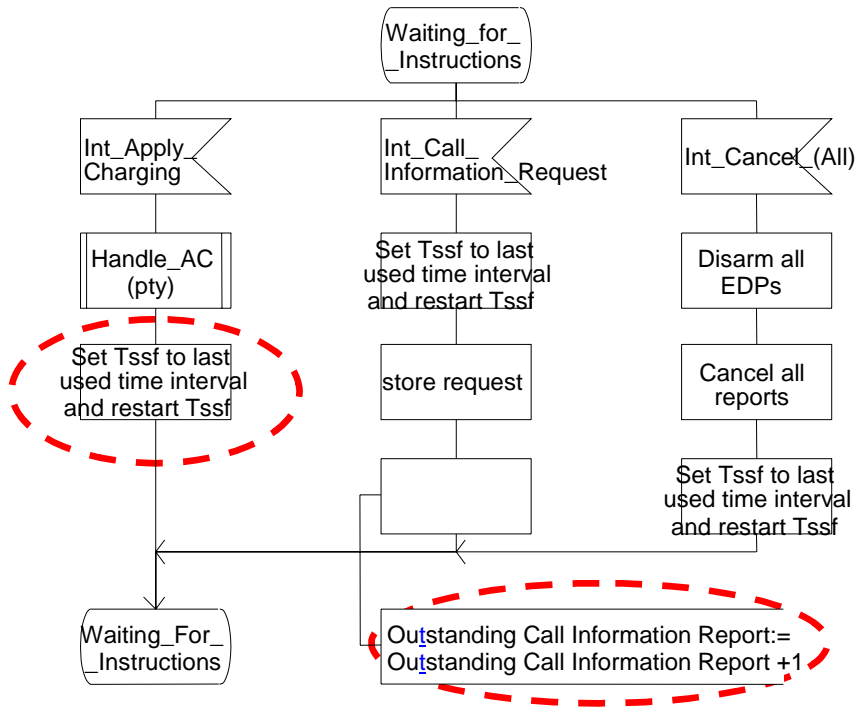 Waiting_for_
_Instructions
Int_Apply_
Charging
Int_Call_
Information_Request
Int_Cancel_(All)
Handle_AC
(pty)
Set Tssf to last
used time interval
and restart Tssf
Disarm all
EDPs
Set Tssf to last
used time interval
and restart Tssf
store request
Cancel all
reports
Set Tssf to last
used time interval
and restart Tssf
Waiting_For_
_Instructions
Outstanding Call Information Report:=
Outstanding Call Information Report +1